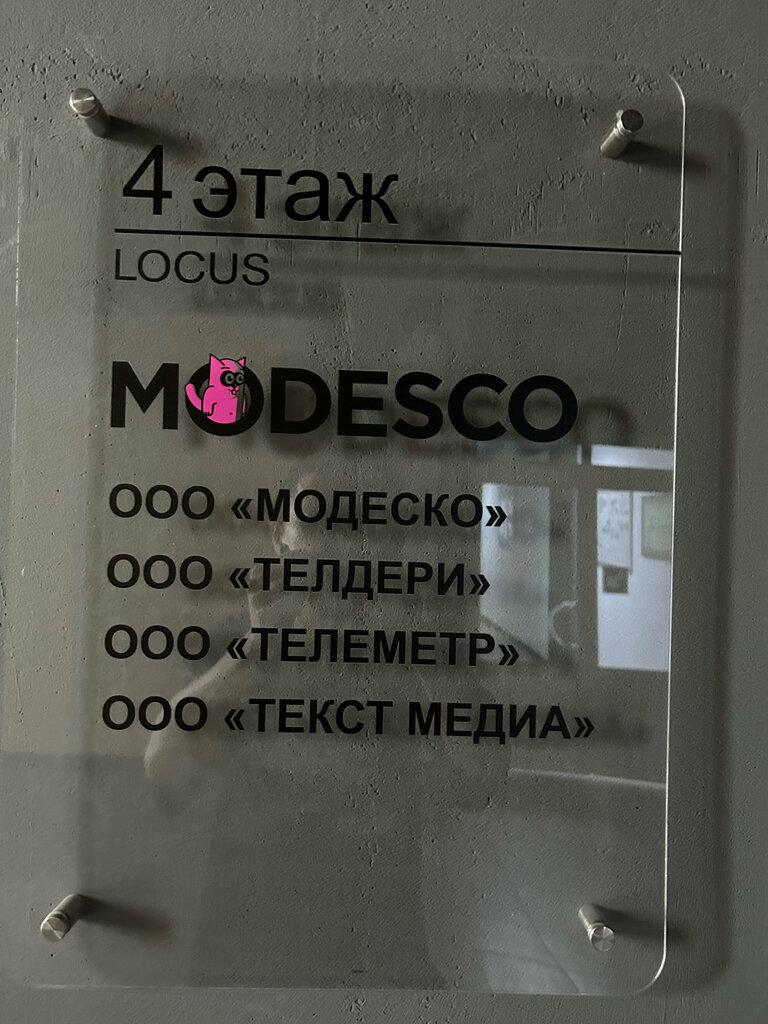 4 этаж
LOCUS
MODESCO
ООО «МОДЕСКО»
ООО «ТЕЛДЕРИ»
ООО «ТЕЛЕМЕТР»
ООО «ТЕКСТ МЕДИА»